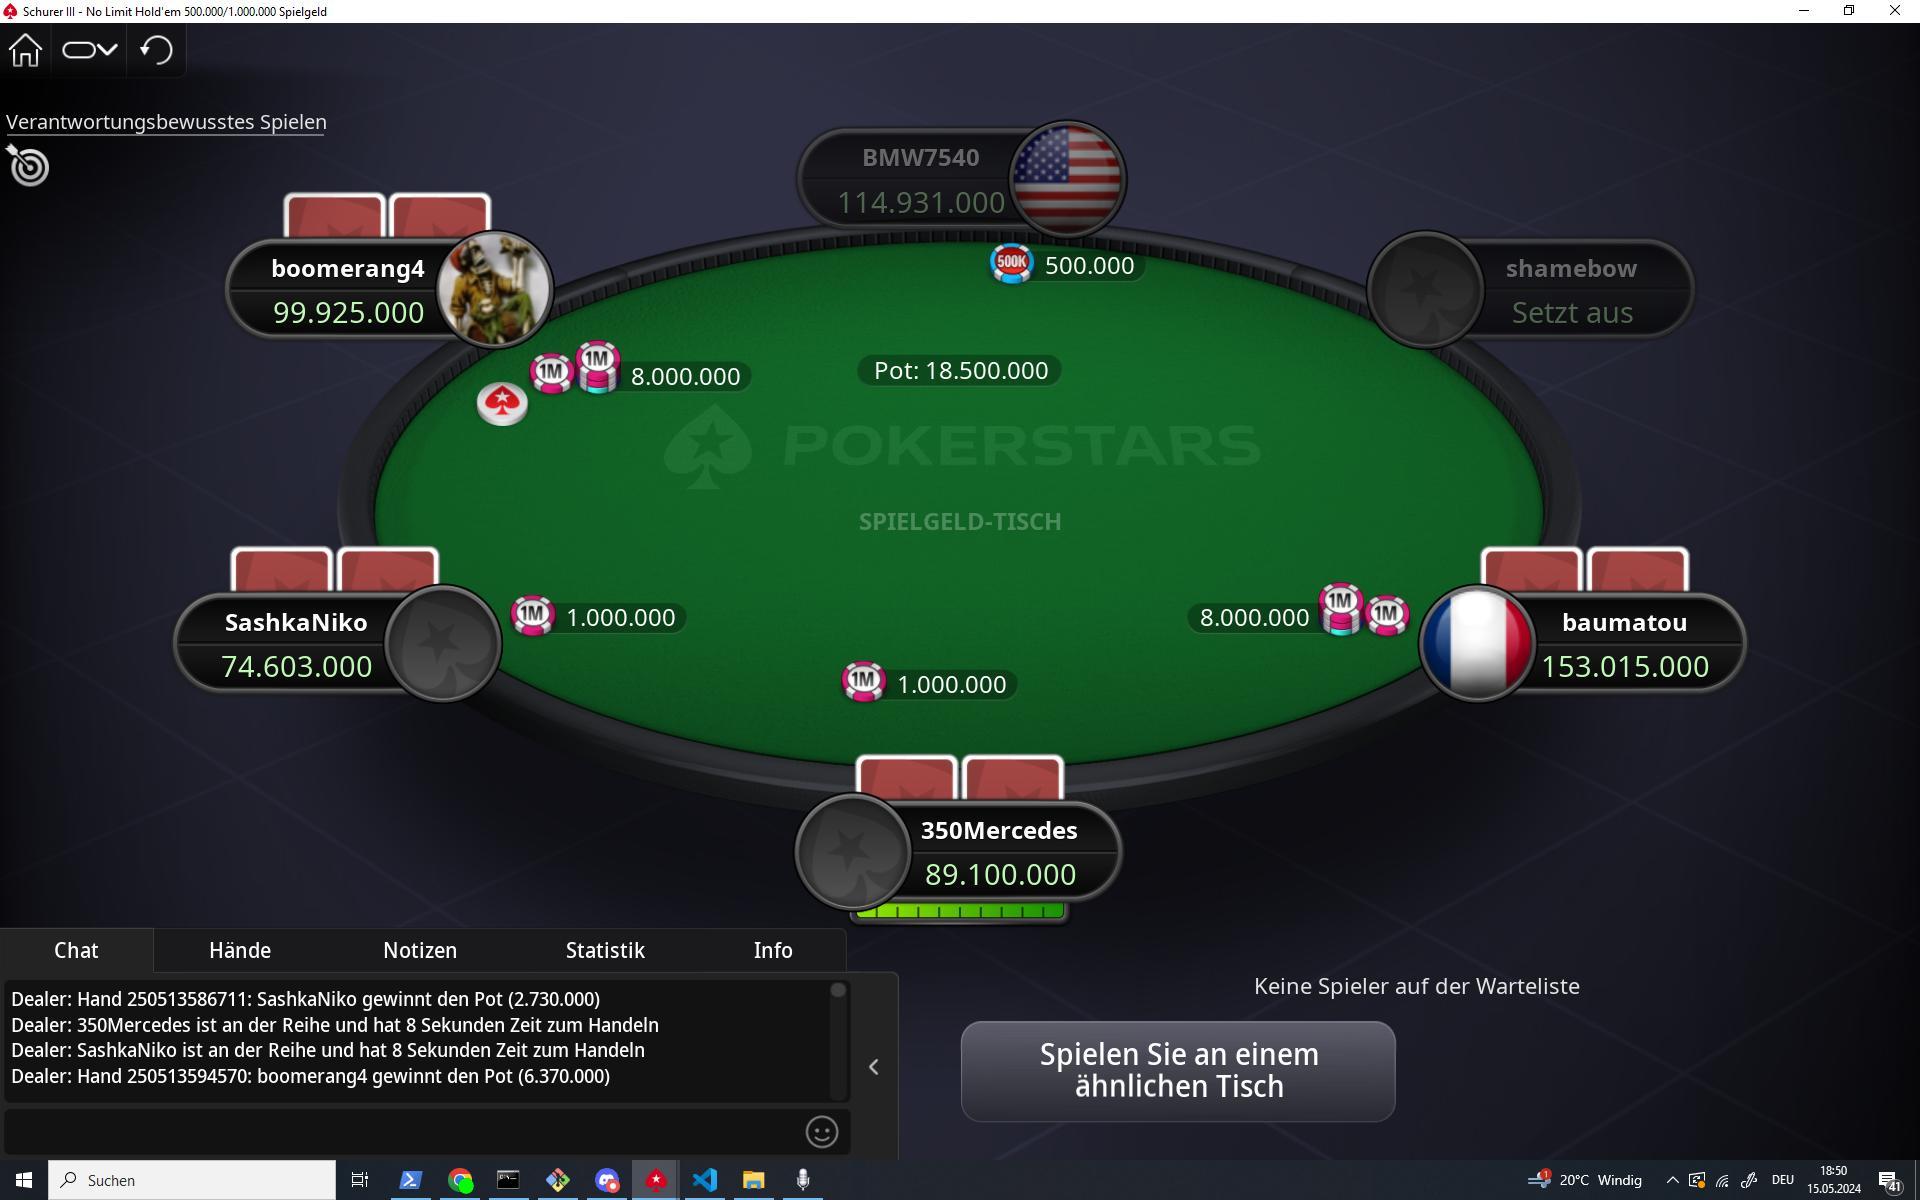 Schurer III - No Limit Hold'em 500.000/1.000.000 Spielgeld
Verantwortungsbewusstes Spielen
BMW7540
114.931.000
boomerang4
99.925.000
shamebow
Setzt aus
500K 500.000
1M 1M 8.000.000
Pot: 18.500.000
POKERSTARS
SPIELGELD-TISCH
SashkaNiko
74.603.000
1M 1.000.000
8.000.000 1M 1M
baumatou
153.015.000
1M 1.000.000
350Mercedes
89.100.000
Chat Hände Notizen Statistik Info
Dealer: Hand 250513586711: SashkaNiko gewinnt den Pot (2.730.000)
Dealer: 350Mercedes ist an der Reihe und hat 8 Sekunden Zeit zum Handeln
Dealer: SashkaNiko ist an der Reihe und hat 8 Sekunden Zeit zum Handeln
Dealer: Hand 250513594570: boomerang4 gewinnt den Pot (6.370.000)
Keine Spieler auf der Warteliste
Spielen Sie an einem
ähnlichen Tisch
Suchen
1
20°C Windig
DEU
18:50
15.05.2024
41